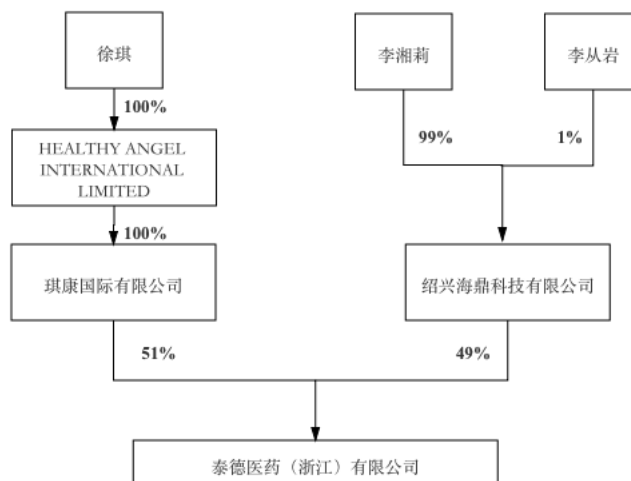 徐琪
李湘莉
李从岩
100%
99%
1%
HEALTHY ANGEL
INTERNATIONAL
LIMITED
100%
琪康国际有限公司
绍兴海鼎科技有限公司
51%
49%
泰德医药（浙江）有限公司